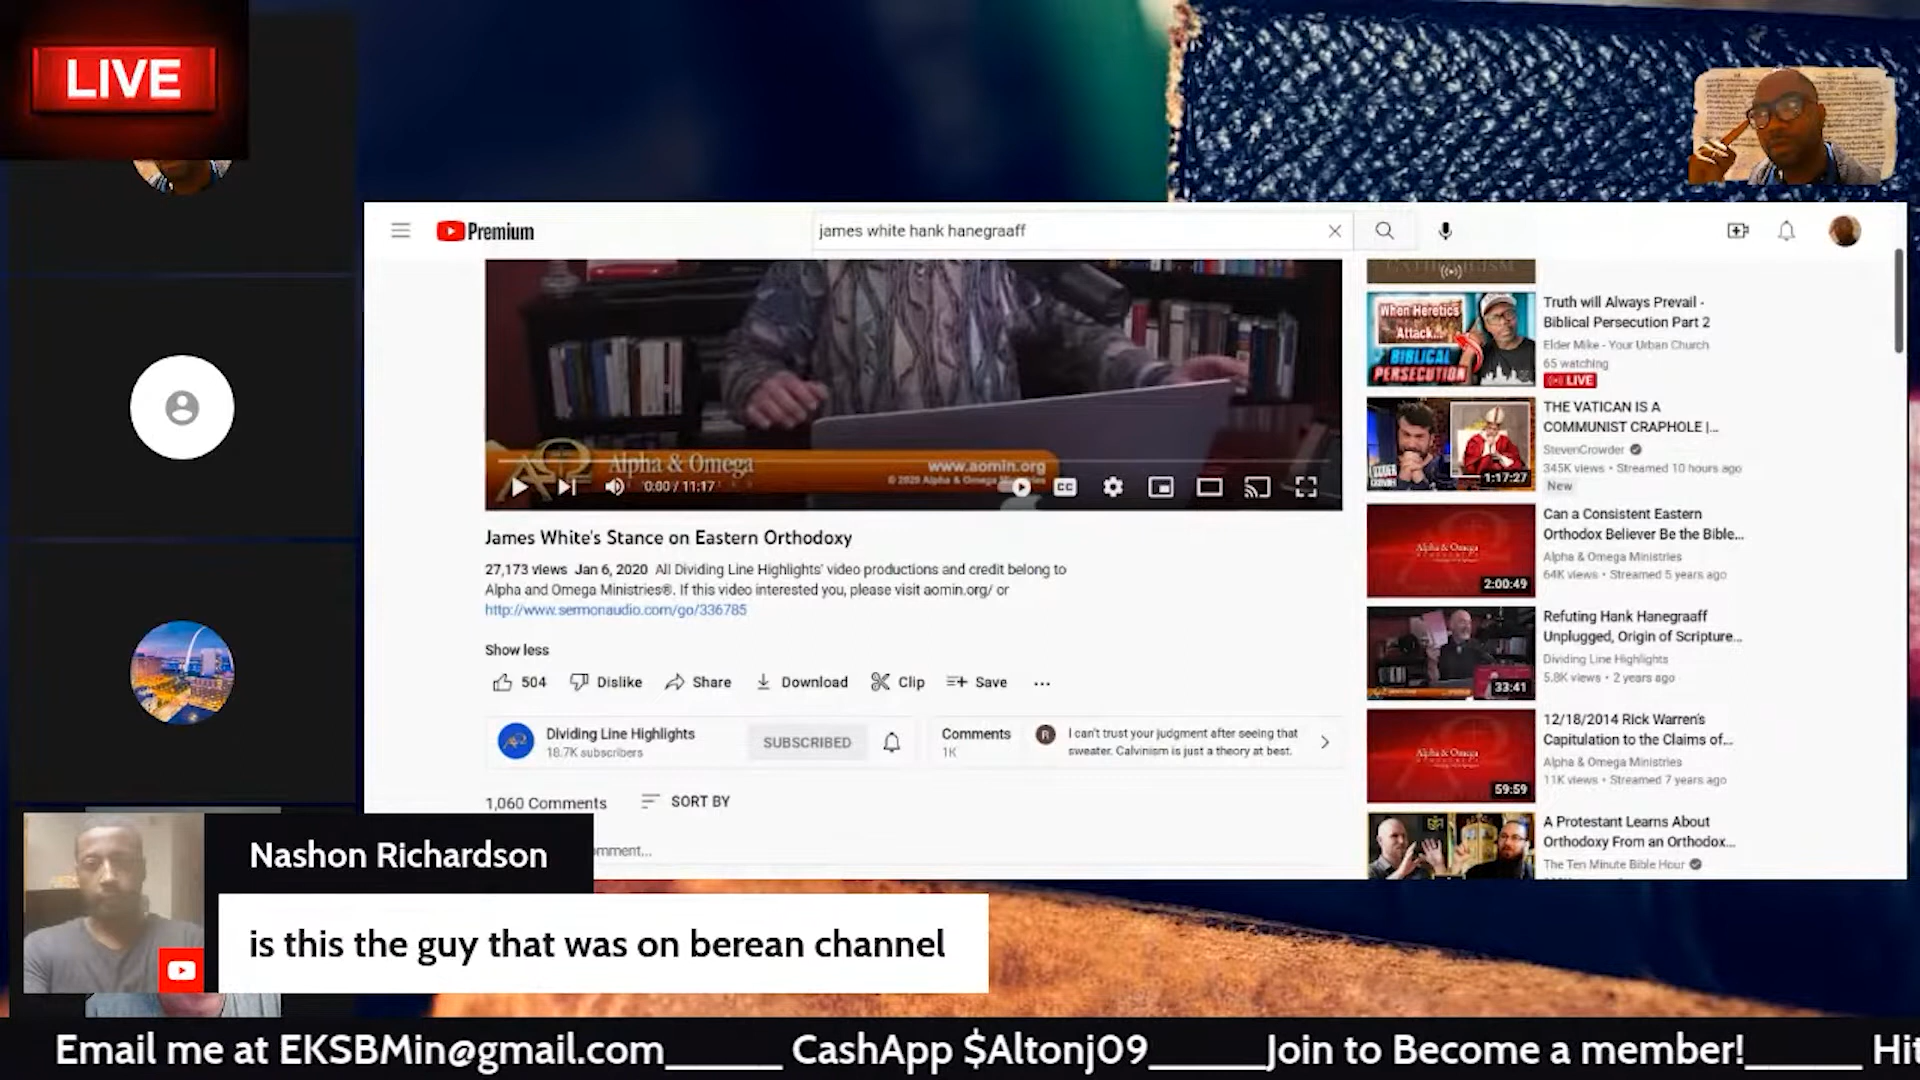 LIVE
Premium
james white hank hanegraaff
Alpha & Omega
www.aomin.org
0:00 / 11:17
CC
James White's Stance on Eastern Orthodoxy
27,173 views Jan 6, 2020 All Dividing Line Highlights' video productions and credit belong to
Alpha and Omega Ministries®. If this video interested you, please visit aomin.org/ or
http://www.sermonaudio.com/go/336785
Show less
504 Dislike Share Download Clip Save ...
Dividing Line Highlights
18.7K subscribers
SUBSCRIBED
Comments
1K
R
I can't trust your judgment after seeing that
sweater. Calvinism is just a theory at best.
1,060 Comments SORT BY
omment...
When Heretics
Attack...
BIBLICAL
PERSECUTION
Truth will Always Prevail -
Biblical Persecution Part 2
Elder Mike - Your Urban Church
65 watching
LIVE
1:17:27
THE VATICAN IS A
COMMUNIST CRAPHOLE |...
StevenCrowder
345K views • Streamed 10 hours ago
New
Alpha & Omega
2:00:49
Can a Consistent Eastern
Orthodox Believer Be the Bible...
Alpha & Omega Ministries
64K views • Streamed 5 years ago
33:41
Refuting Hank Hanegraaff
Unplugged, Origin of Scripture...
Dividing Line Highlights
5.8K views • 2 years ago
Alpha & Omega
59:59
12/18/2014 Rick Warren's
Capitulation to the Claims of...
Alpha & Omega Ministries
11K views • Streamed 7 years ago
A Protestant Learns About
Orthodoxy From an Orthodox...
The Ten Minute Bible Hour
Nashon Richardson
is this the guy that was on berean channel
Email me at EKSBMin@gmail.com______ CashApp $Altonj09______Join to Become a member!______ Hit